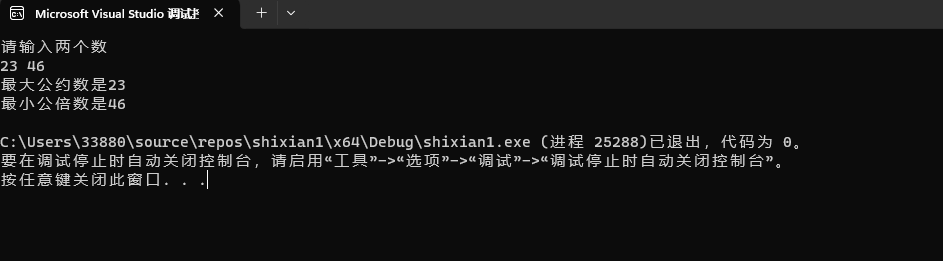 Microsoft Visual Studio 调试
请输入两个数
23 46
最大公约数是23
最小公倍数是46
C:\Users\33880\source\repos\shixian1\x64\Debug\shixian1.exe (进程 25288)已退出，代码为 0。
要在调试停止时自动关闭控制台，请启用“工具”->“选项”->“调试”->“调试停止时自动关闭控制台”。
按任意键关闭此窗口. . .